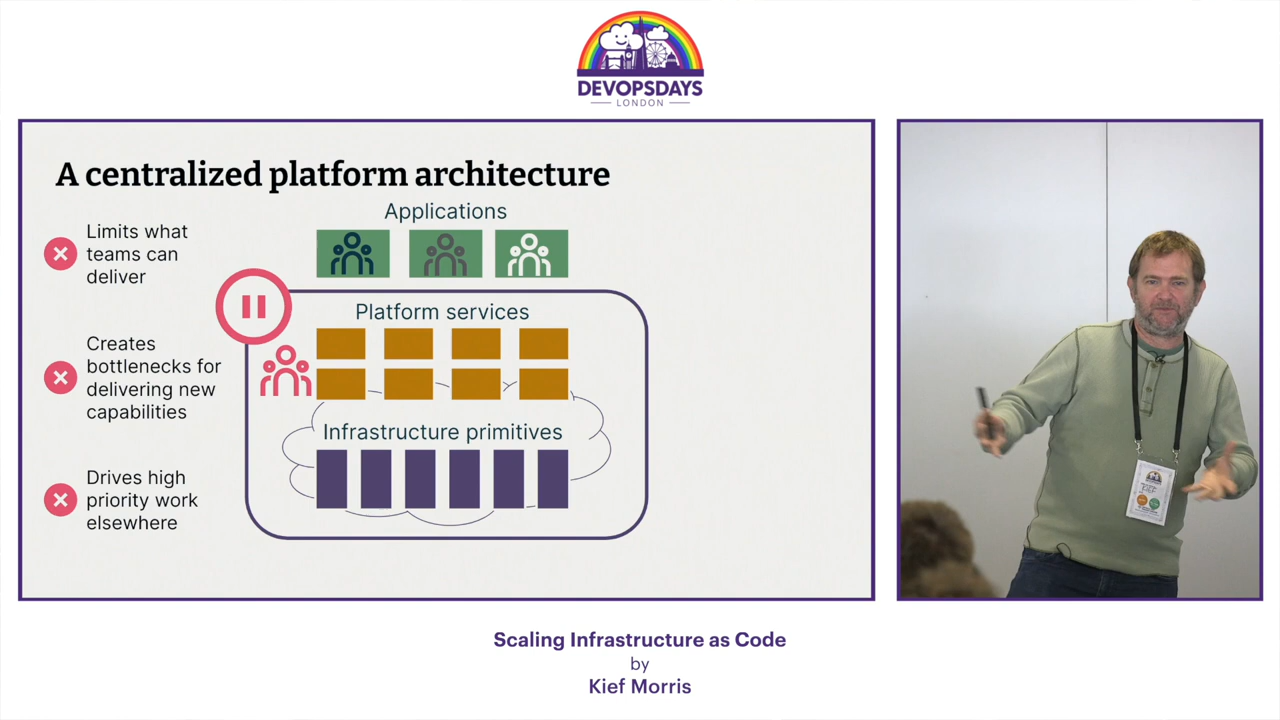 DEVOPSDAYS
LONDON
A centralized platform architecture
Limits what
teams can
deliver
Creates
bottlenecks for
delivering new
capabilities
Drives high
priority work
elsewhere
Applications
Platform services
Infrastructure primitives
KIEF
Scaling Infrastructure as Code
by
Kief Morris